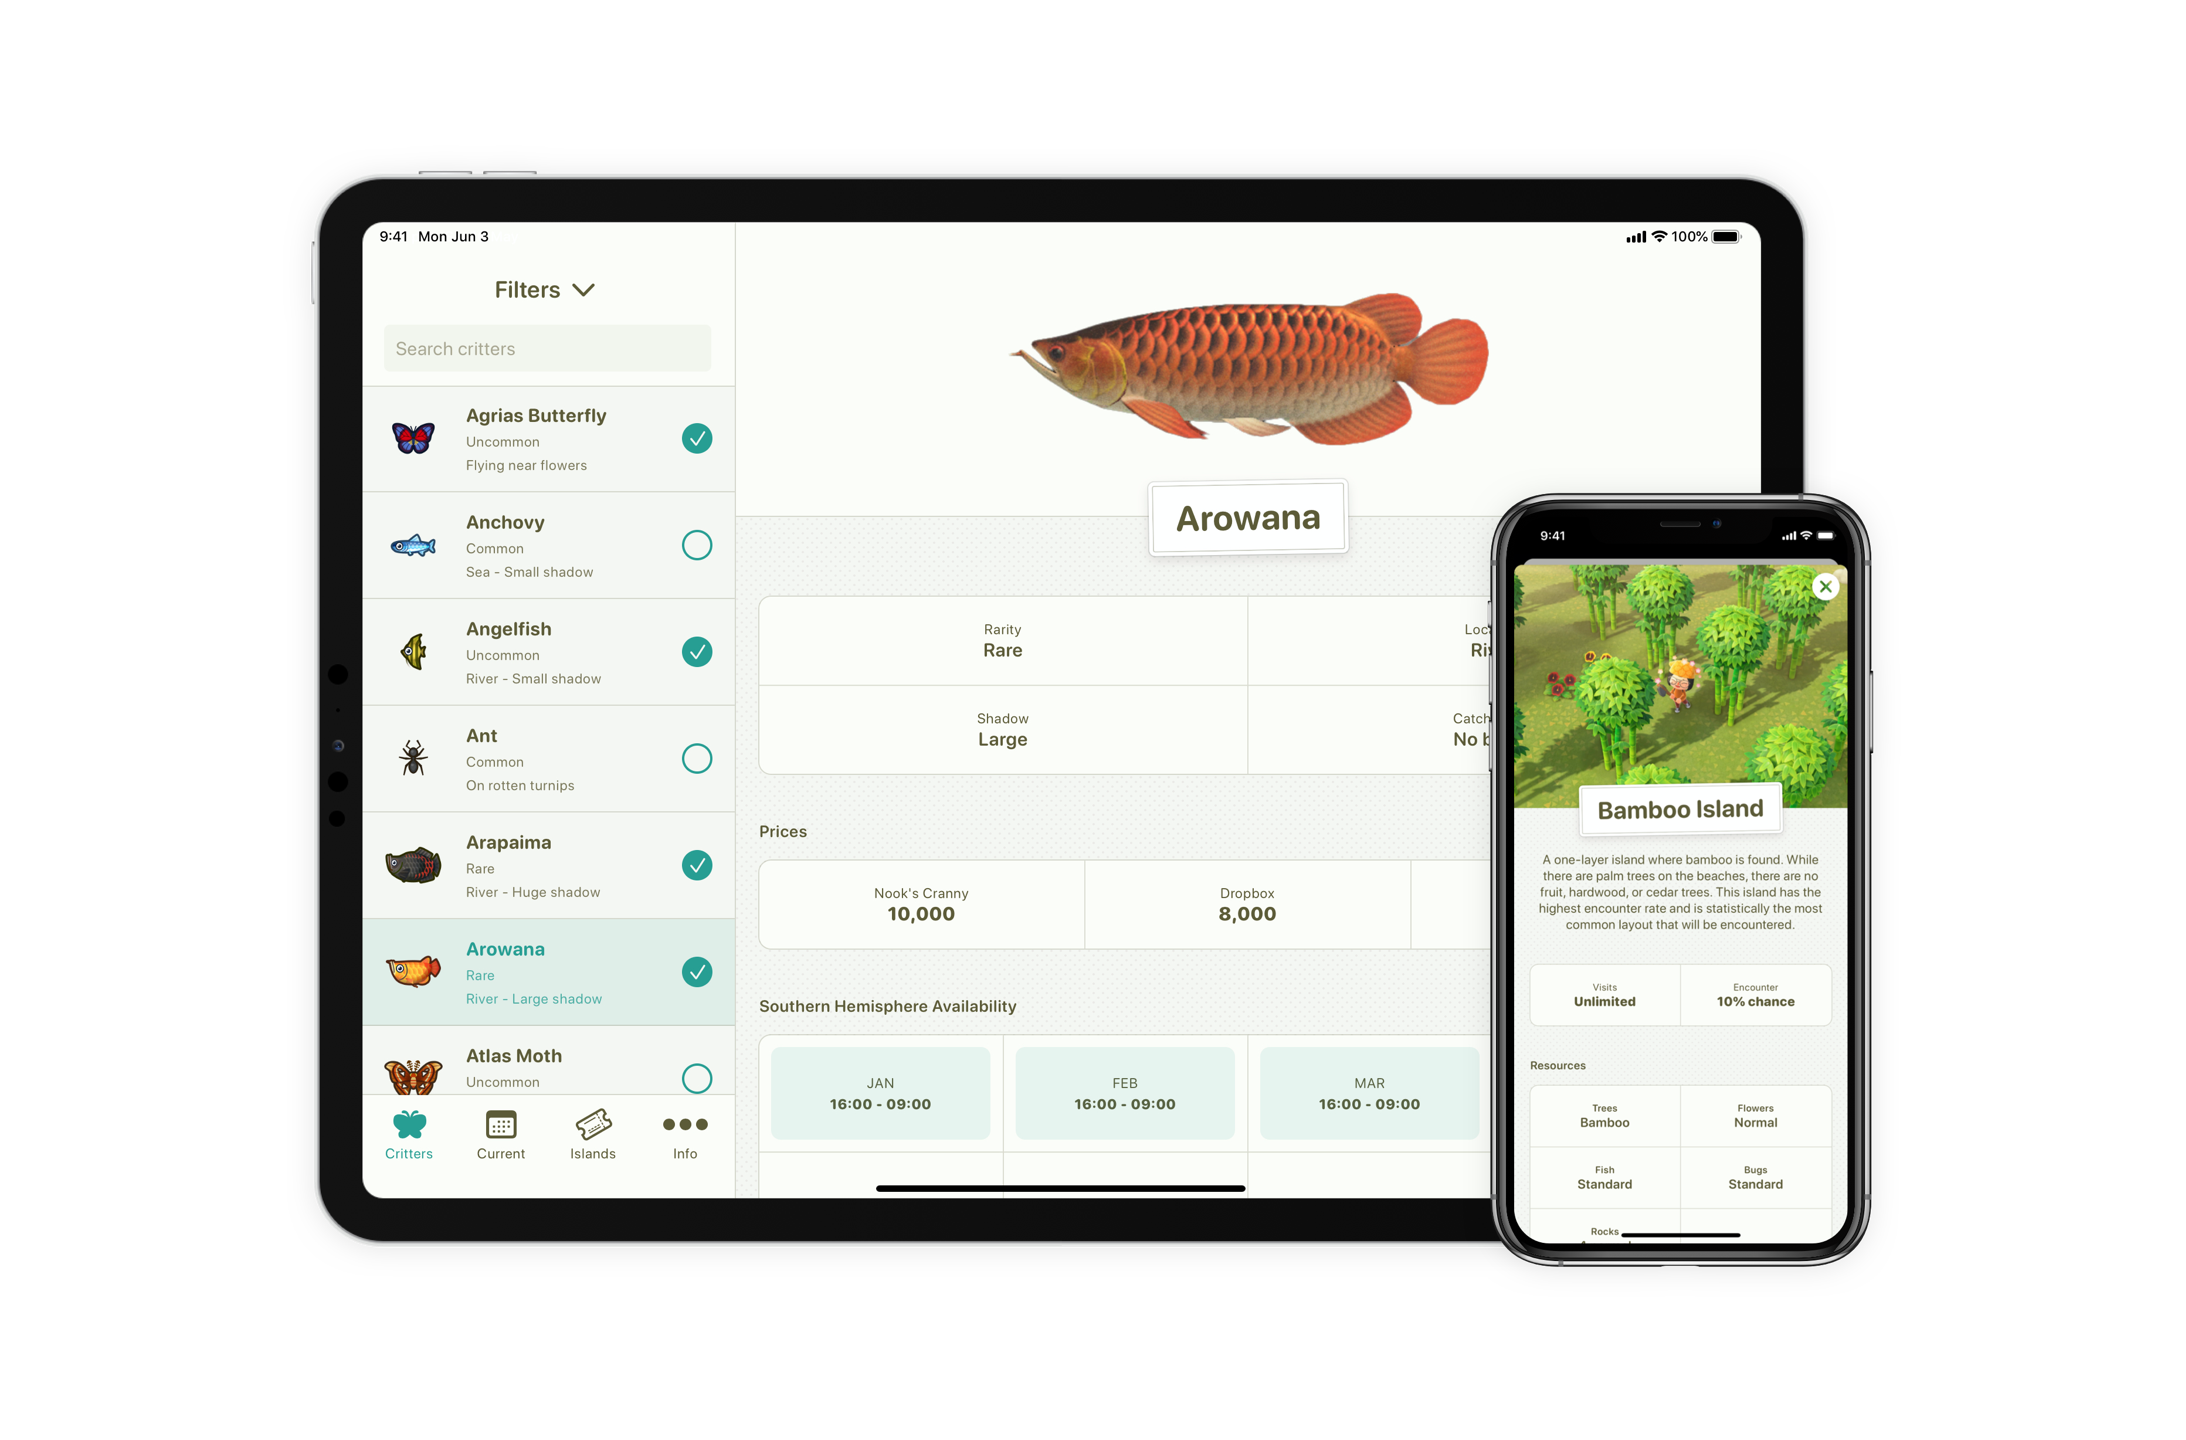 9:41 Mon Jun 3
100%
Filters
Search critters
Agrias Butterfly
Uncommon
Flying near flowers
Anchovy
Common
Sea - Small shadow
Angelfish
Uncommon
River - Small shadow
Ant
Common
On rotten turnips
Arapaima
Rare
River - Huge shadow
Arowana
Rare
River - Large shadow
Atlas Moth
Uncommon
Critters
Current
Islands
Info
Arowana
Rarity
Rare
Shadow
Large
Catch
No
Prices
Nook's Cranny
10,000
Dropbox
8,000
Southern Hemisphere Availability
JAN
16:00 - 09:00
FEB
16:00 - 09:00
MAR
16:00 - 09:00
9:41
Bamboo Island
A one-layer island where bamboo is found. While
there are palm trees on the beaches, there are no
fruit, hardwood, or cedar trees. This island has the
highest encounter rate and is statistically the most
common layout that will be encountered.
Visits
Unlimited
Encounter
10% chance
Resources
Trees
Bamboo
Flowers
Normal
Fish
Standard
Bugs
Standard
Rocks